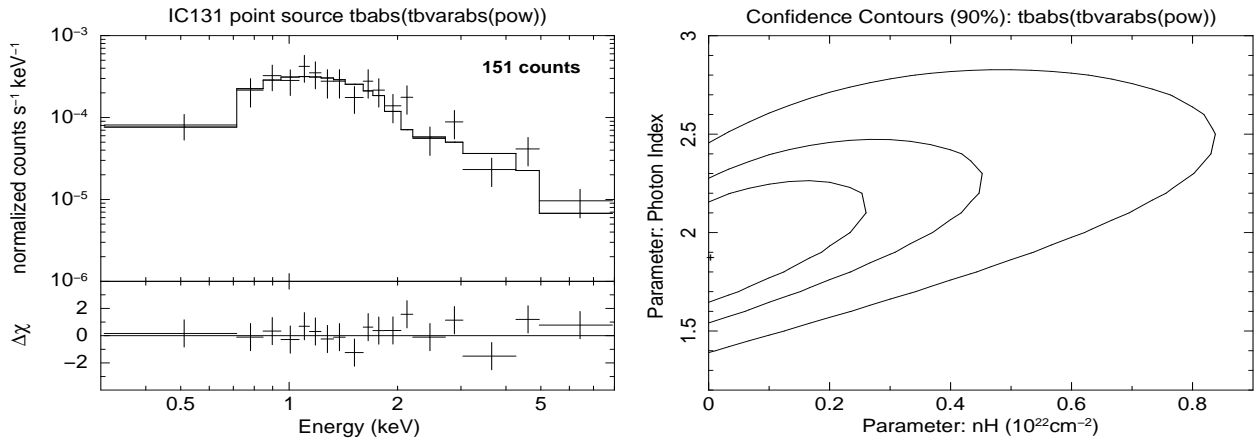 IC131 point source tbabs(tbvarabs(pow))
10⁻³
10⁻⁴
10⁻⁵
10⁻⁶
normalized counts s⁻¹ keV⁻¹
151 counts
2
0
−2
Δχ
0.5 1 2 5
Energy (keV)
Confidence Contours (90%): tbabs(tbvarabs(pow))
3
2.5
2
1.5
Parameter: Photon Index
0 0.2 0.4 0.6 0.8
Parameter: nH (10²²cm⁻²)